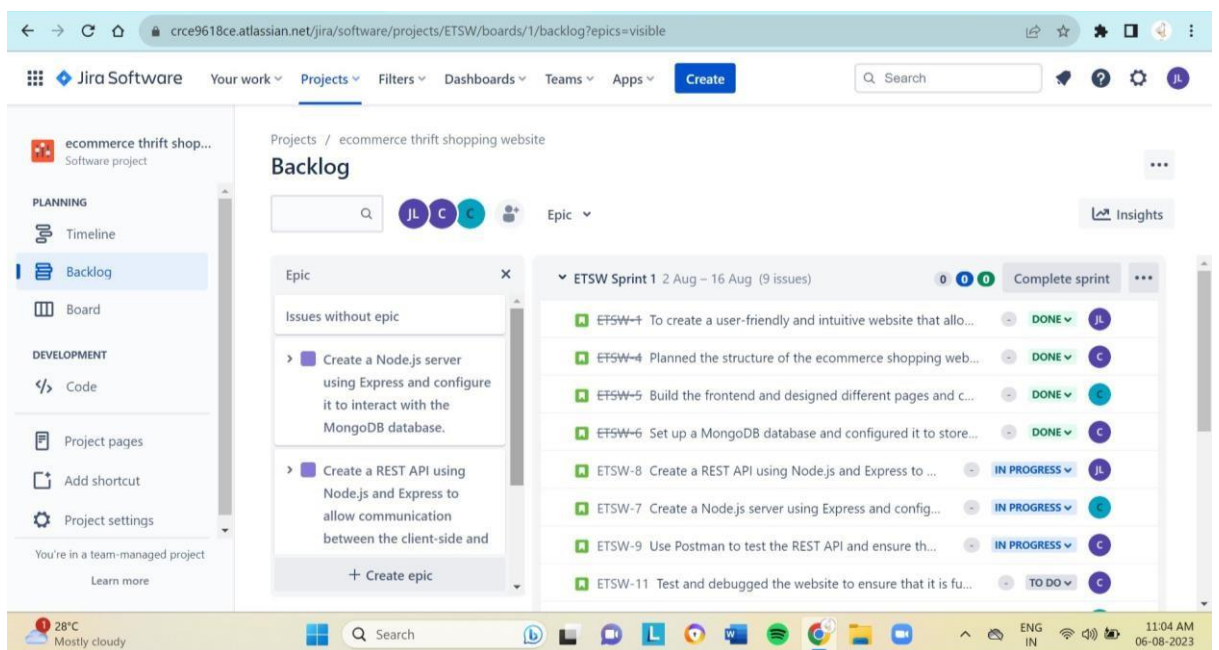 crce9618ce.atlassian.net/jira/software/projects/ETSW/boards/1/backlog?epics=visible
Jira Software Your work Projects Filters Dashboards Teams Apps Create Search JL
ecommerce thrift shop...
Software project
PLANNING
Timeline
Backlog
Board
DEVELOPMENT
Code
Project pages
Add shortcut
Project settings
You're in a team-managed project
Learn more
Projects / ecommerce thrift shopping website
Backlog
JL C C Epic Insights
Epic
Issues without epic
Create a Node.js server
using Express and configure
it to interact with the
MongoDB database.
Create a REST API using
Node.js and Express to
allow communication
between the client-side and
+ Create epic
ETSW Sprint 1 2 Aug – 16 Aug (9 issues) 0 0 0 Complete sprint
ETSW-1 To create a user-friendly and intuitive website that allo... - DONE JL
ETSW-4 Planned the structure of the ecommerce shopping web... - DONE C
ETSW-5 Build the frontend and designed different pages and c... - DONE C
ETSW-6 Set up a MongoDB database and configured it to store... - DONE C
ETSW-8 Create a REST API using Node.js and Express to ... - IN PROGRESS JL
ETSW-7 Create a Node.js server using Express and config... - IN PROGRESS C
ETSW-9 Use Postman to test the REST API and ensure th... - IN PROGRESS C
ETSW-11 Test and debugged the website to ensure that it is fu... - TO DO C
1 28°C
Mostly cloudy
Search
L
ENG
IN
11:04 AM
06-08-2023